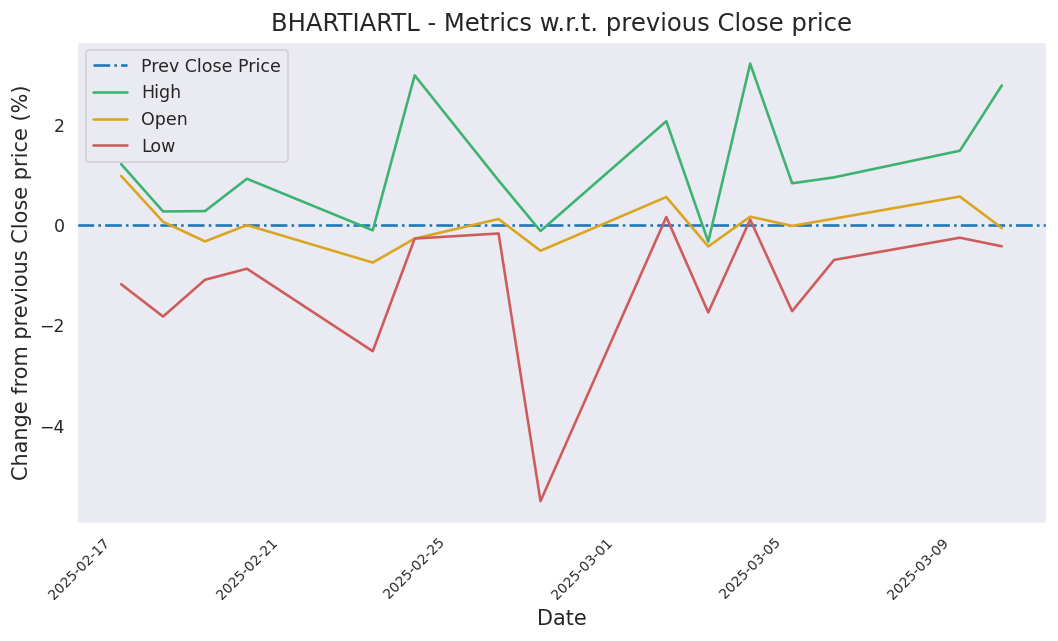 BHARTIARTL - Metrics w.r.t. previous Close price
Prev Close Price
High
Open
Low
Change from previous Close price (%)
2
0
−2
−4
2025-02-17
2025-02-21
2025-02-25
2025-03-01
2025-03-05
2025-03-09
Date